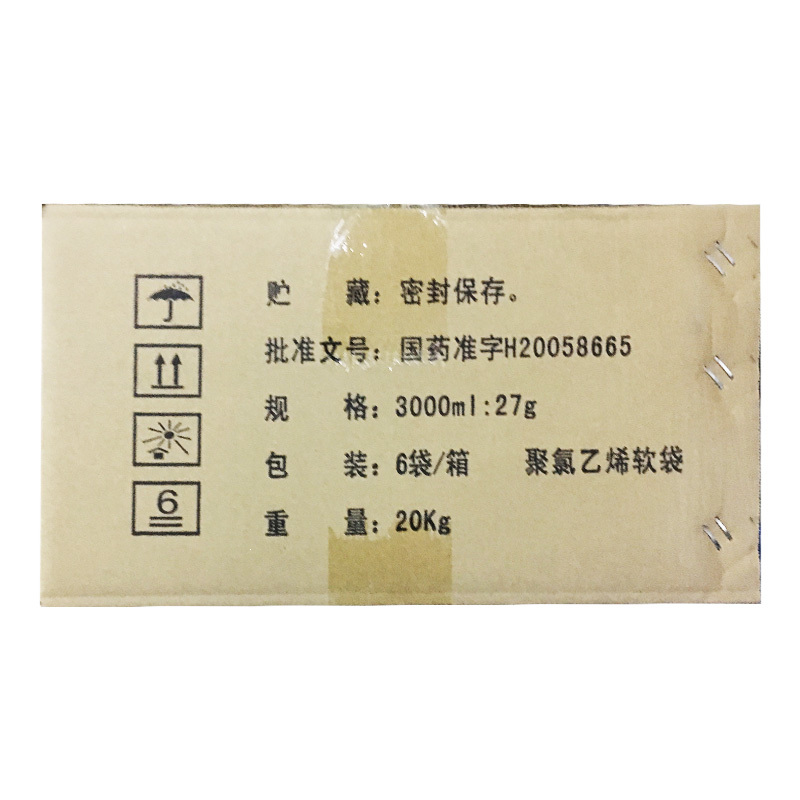 贮 藏：密封保存。
批准文号：国药准字H20058665
规 格：3000ml:27g
包 装：6袋/箱 聚氯乙烯软袋
重 量：20Kg
6